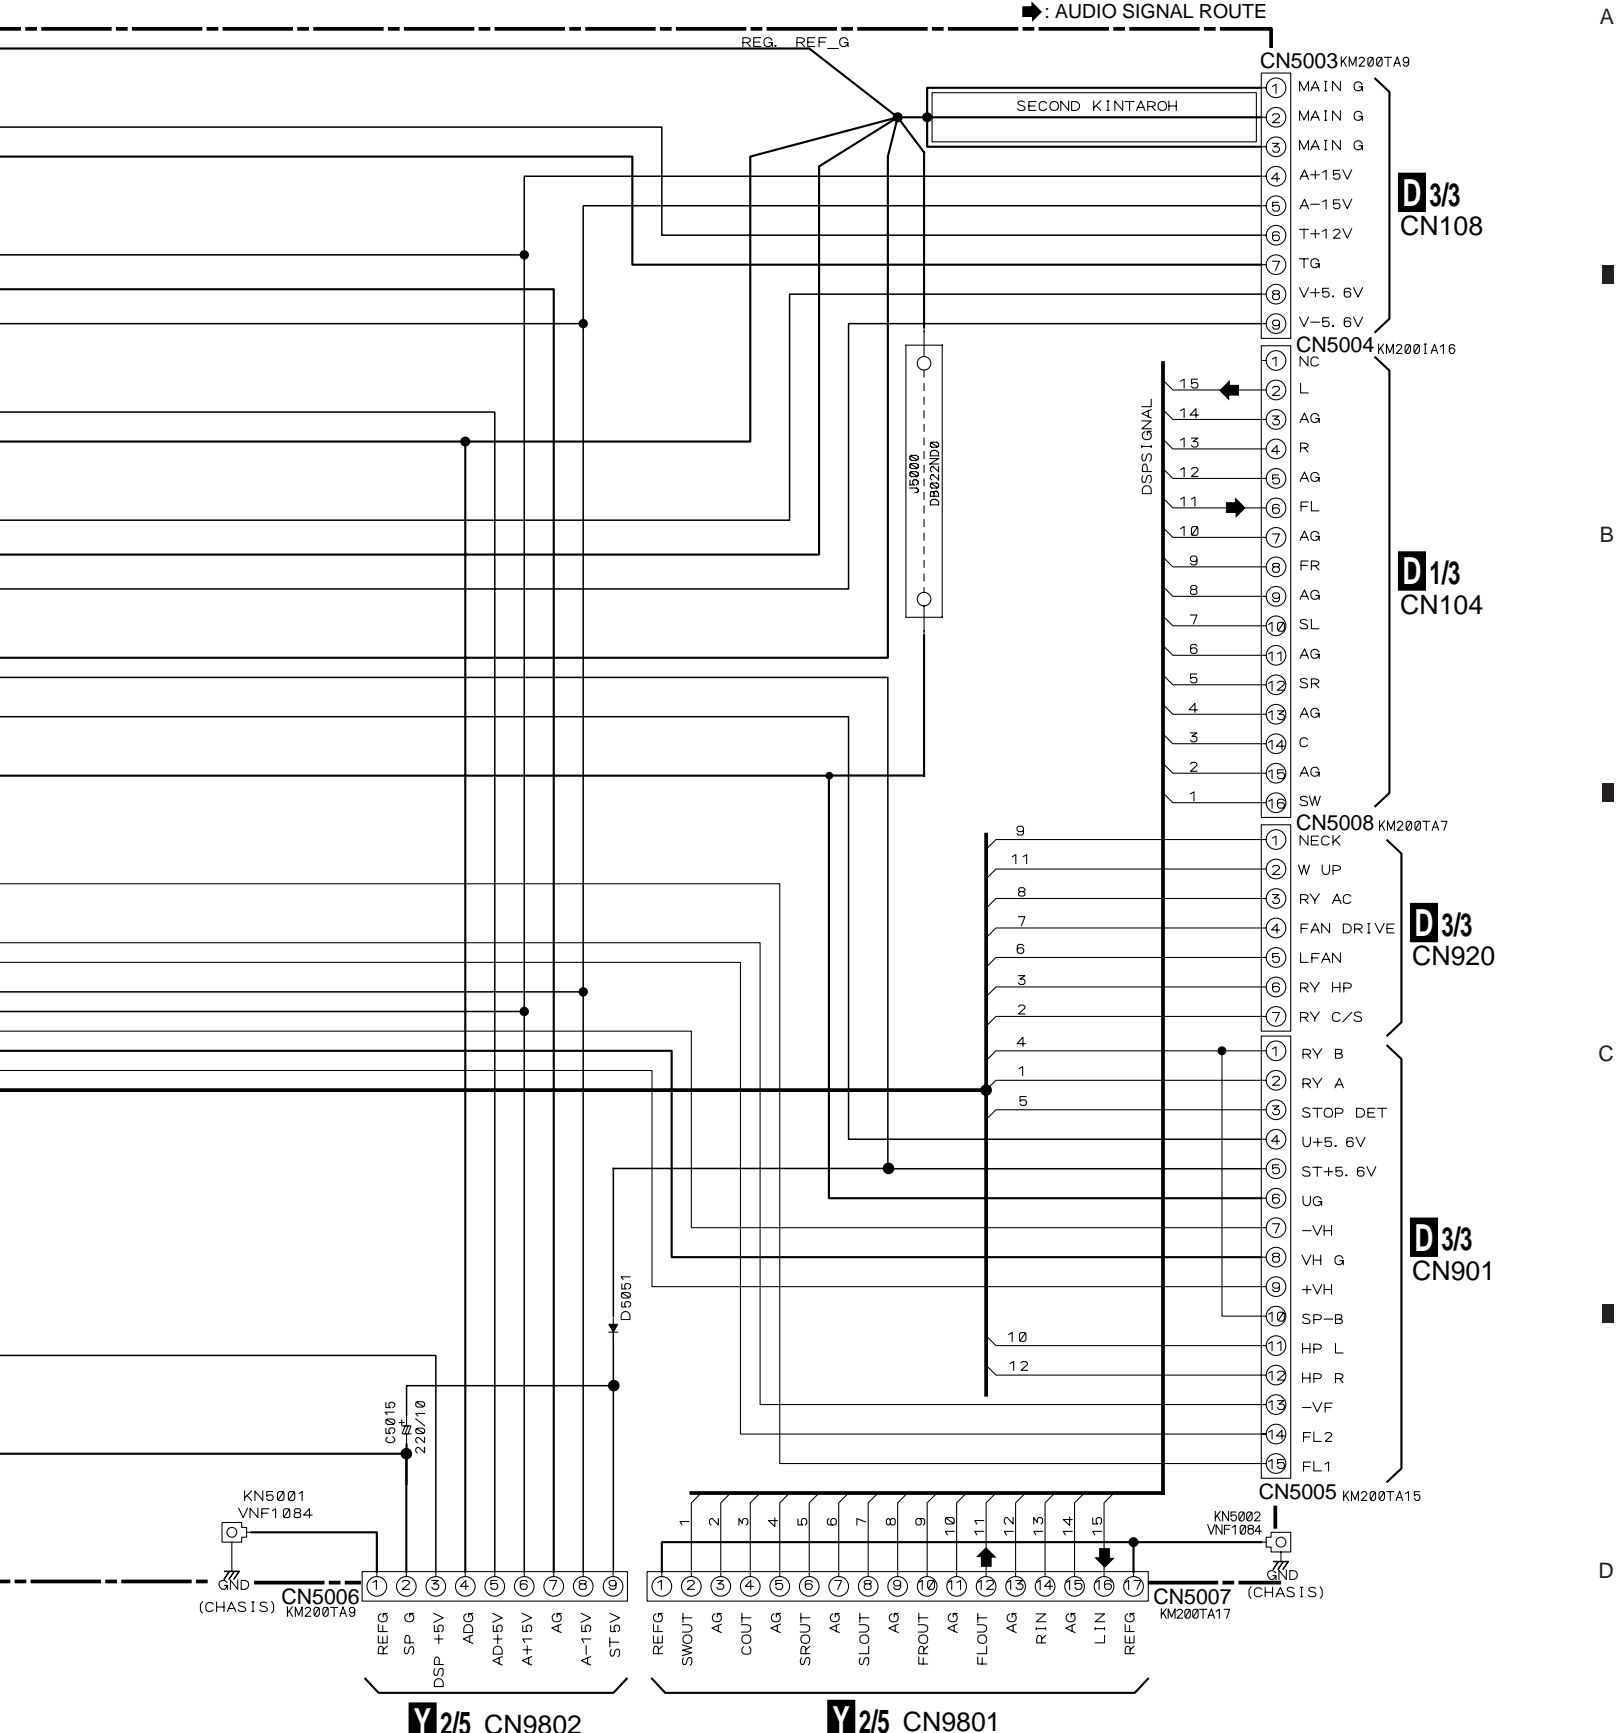 : AUDIO SIGNAL ROUTE
A
REG. REF_G
CN5003 KM200TA9
SECOND KINTAROH
1 MAIN G
2 MAIN G
3 MAIN G
4 A+15V
5 A-15V
6 T+12V
7 TG
8 V+5.6V
9 V-5.6V
D 3/3
CN108
CN5004 KM200IA16
DSPSIGNAL
J5000
DB022ND0
1 NC
15 2 L
14 3 AG
13 4 R
12 5 AG
11 6 FL
10 7 AG
9 8 FR
8 9 AG
7 10 SL
6 11 AG
5 12 SR
4 13 AG
3 14 C
2 15 AG
1 16 SW
B
D 1/3
CN104
CN5008 KM200TA7
9 1 NECK
11 2 W UP
8 3 RY AC
7 4 FAN DRIVE
6 5 LFAN
3 6 RY HP
2 7 RY C/S
D 3/3
CN920
C
4 1 RY B
1 2 RY A
5 3 STOP DET
4 U+5.6V
5 ST+5.6V
6 UG
7 -VH
8 VH G
9 +VH
10 SP-B
10 11 HP L
12 12 HP R
13 -VF
14 FL2
15 FL1
D 3/3
CN901
CN5005 KM200TA15
D5051
C5015
+
220/10
KN5001
VNF1084
GND
(CHASIS)
CN5006
KM200TA9
1 2 3 4 5 6 7 8 9
REFG
SP G
DSP +5V
ADG
AD+5V
A+15V
AG
A-15V
ST5V
Y 2/5 CN9802
1 2 3 4 5 6 7 8 9 10 11 12 13 14 15
1 2 3 4 5 6 7 8 9 10 11 12 13 14 15 16 17
REFG
SWOUT
AG
COUT
AG
SROUT
AG
SLOUT
AG
FROUT
AG
FLOUT
AG
RIN
AG
LIN
REFG
KN5002
VNF1084
GND
(CHASIS)
CN5007
KM200TA17
Y 2/5 CN9801
D